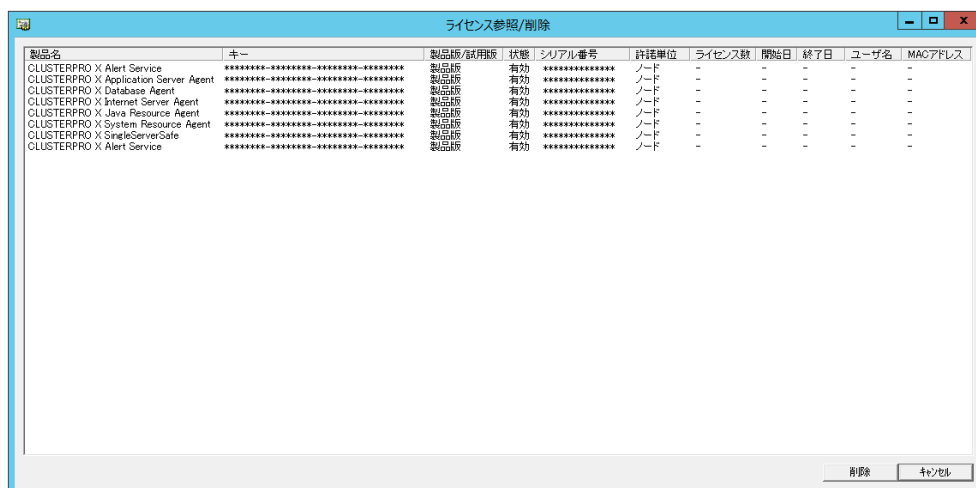 ライセンス参照/削除
製品名 キー 製品版/試用版 状態 シリアル番号 許諾単位 ライセンス数 開始日 終了日 ユーザ名 MACアドレス
CLUSTERPRO X Alert Service ********-********-********-******** 製品版 有効 ************** ノード - - - - -
CLUSTERPRO X Application Server Agent ********-********-********-******** 製品版 有効 ************** ノード - - - - -
CLUSTERPRO X Database Agent ********-********-********-******** 製品版 有効 ************** ノード - - - - -
CLUSTERPRO X Internet Server Agent ********-********-********-******** 製品版 有効 ************** ノード - - - - -
CLUSTERPRO X Java Resource Agent ********-********-********-******** 製品版 有効 ************** ノード - - - - -
CLUSTERPRO X System Resource Agent ********-********-********-******** 製品版 有効 ************** ノード - - - - -
CLUSTERPRO X SingleServerSafe ********-********-********-******** 製品版 有効 ************** ノード - - - - -
CLUSTERPRO X Alert Service ********-********-********-******** 製品版 有効 ************** ノード - - - - -
削除 キャンセル